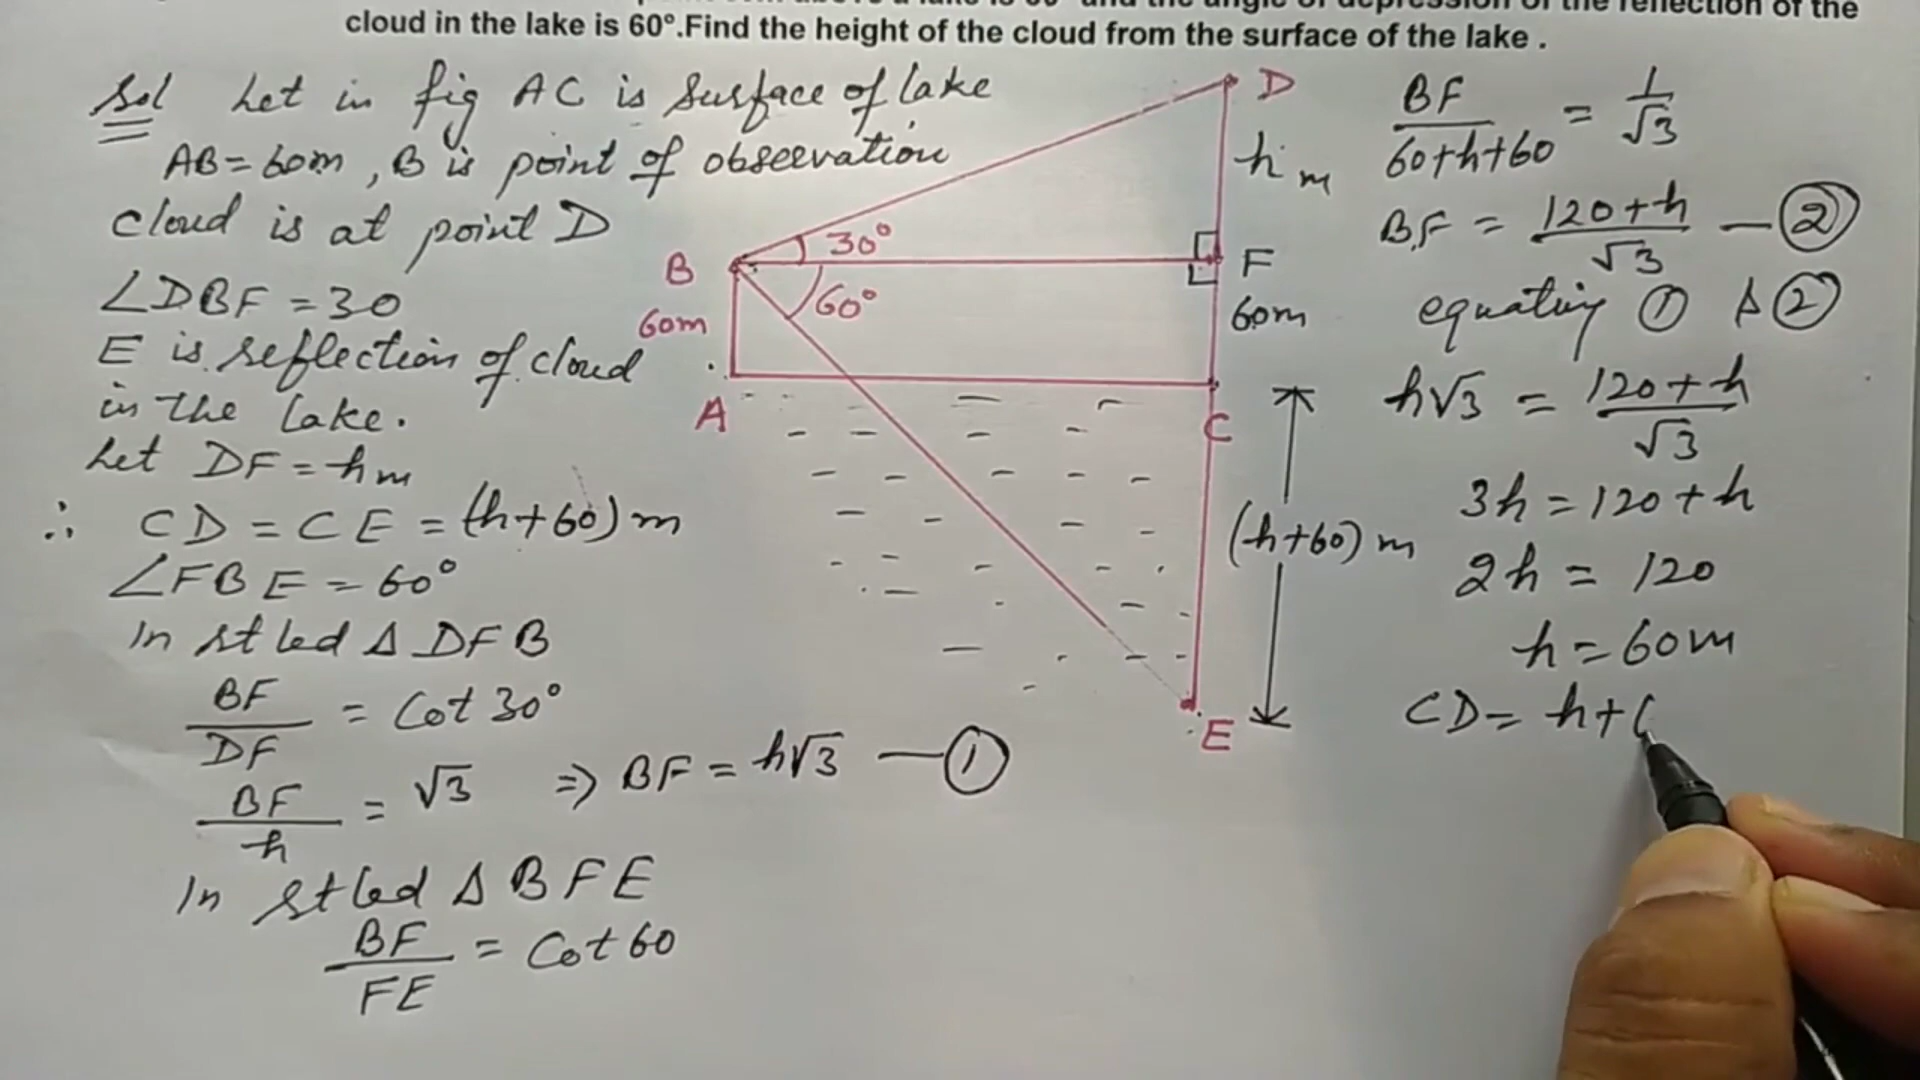 cloud in the lake is 60°.Find the height of the cloud from the surface of the lake .
Sol Let in fig AC is Surface of lake
AB = 60m , B is point of observation
Cloud is at point D
∠DBF = 30
E is reflection of cloud
in the Lake.
Let DF = hm
∴ CD = CE = (h+60) m
∠FBE = 60°
In rt led Δ DFB
BF/DF = Cot 30°
BF/h = √3 ⇒ BF = h√3 — ①
In rt led Δ BFE
BF/FE = Cot 60
D
h m
B
30°
F
60°
60m
60m
A
C
(h+60) m
E
BF/60+h+60 = 1/√3
BF = 120+h/√3 — ②
equating ① & ②
h√3 = 120+h/√3
3h = 120+h
2h = 120
h = 60m
CD = h+